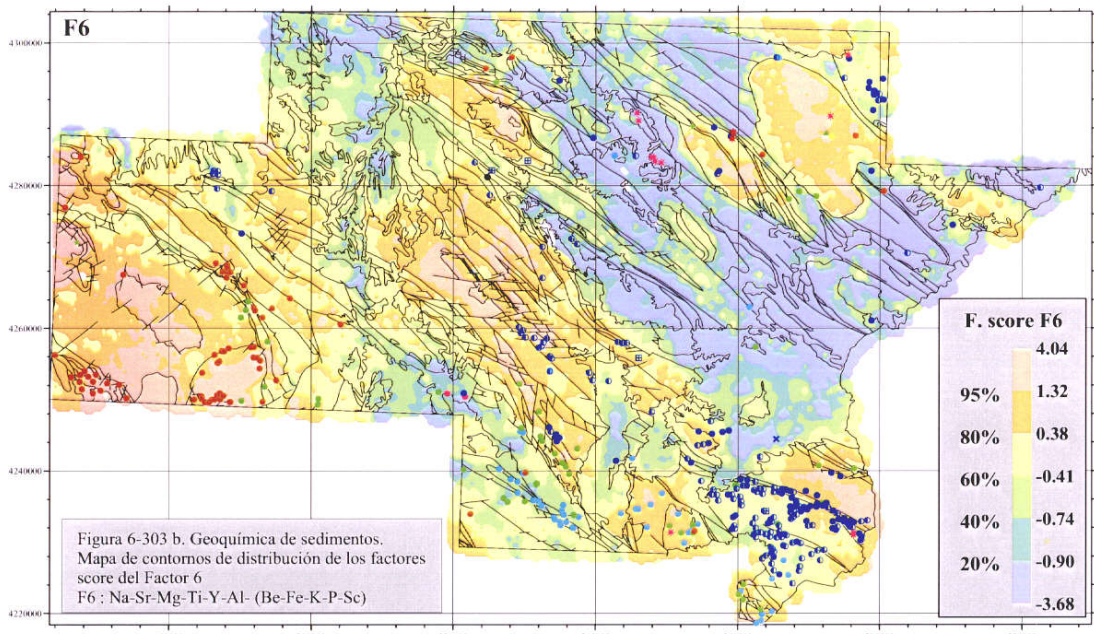 F6
4300000
4280000
4260000
4240000
4220000
F. score F6
4.04
95%
1.32
80%
0.38
60%
-0.41
40%
-0.74
20%
-0.90
-3.68
Figura 6-303 b. Geoquímica de sedimentos.
Mapa de contornos de distribución de los factores
score del Factor 6
F6 : Na-Sr-Mg-Ti-Y-Al- (Be-Fe-K-P-Sc)